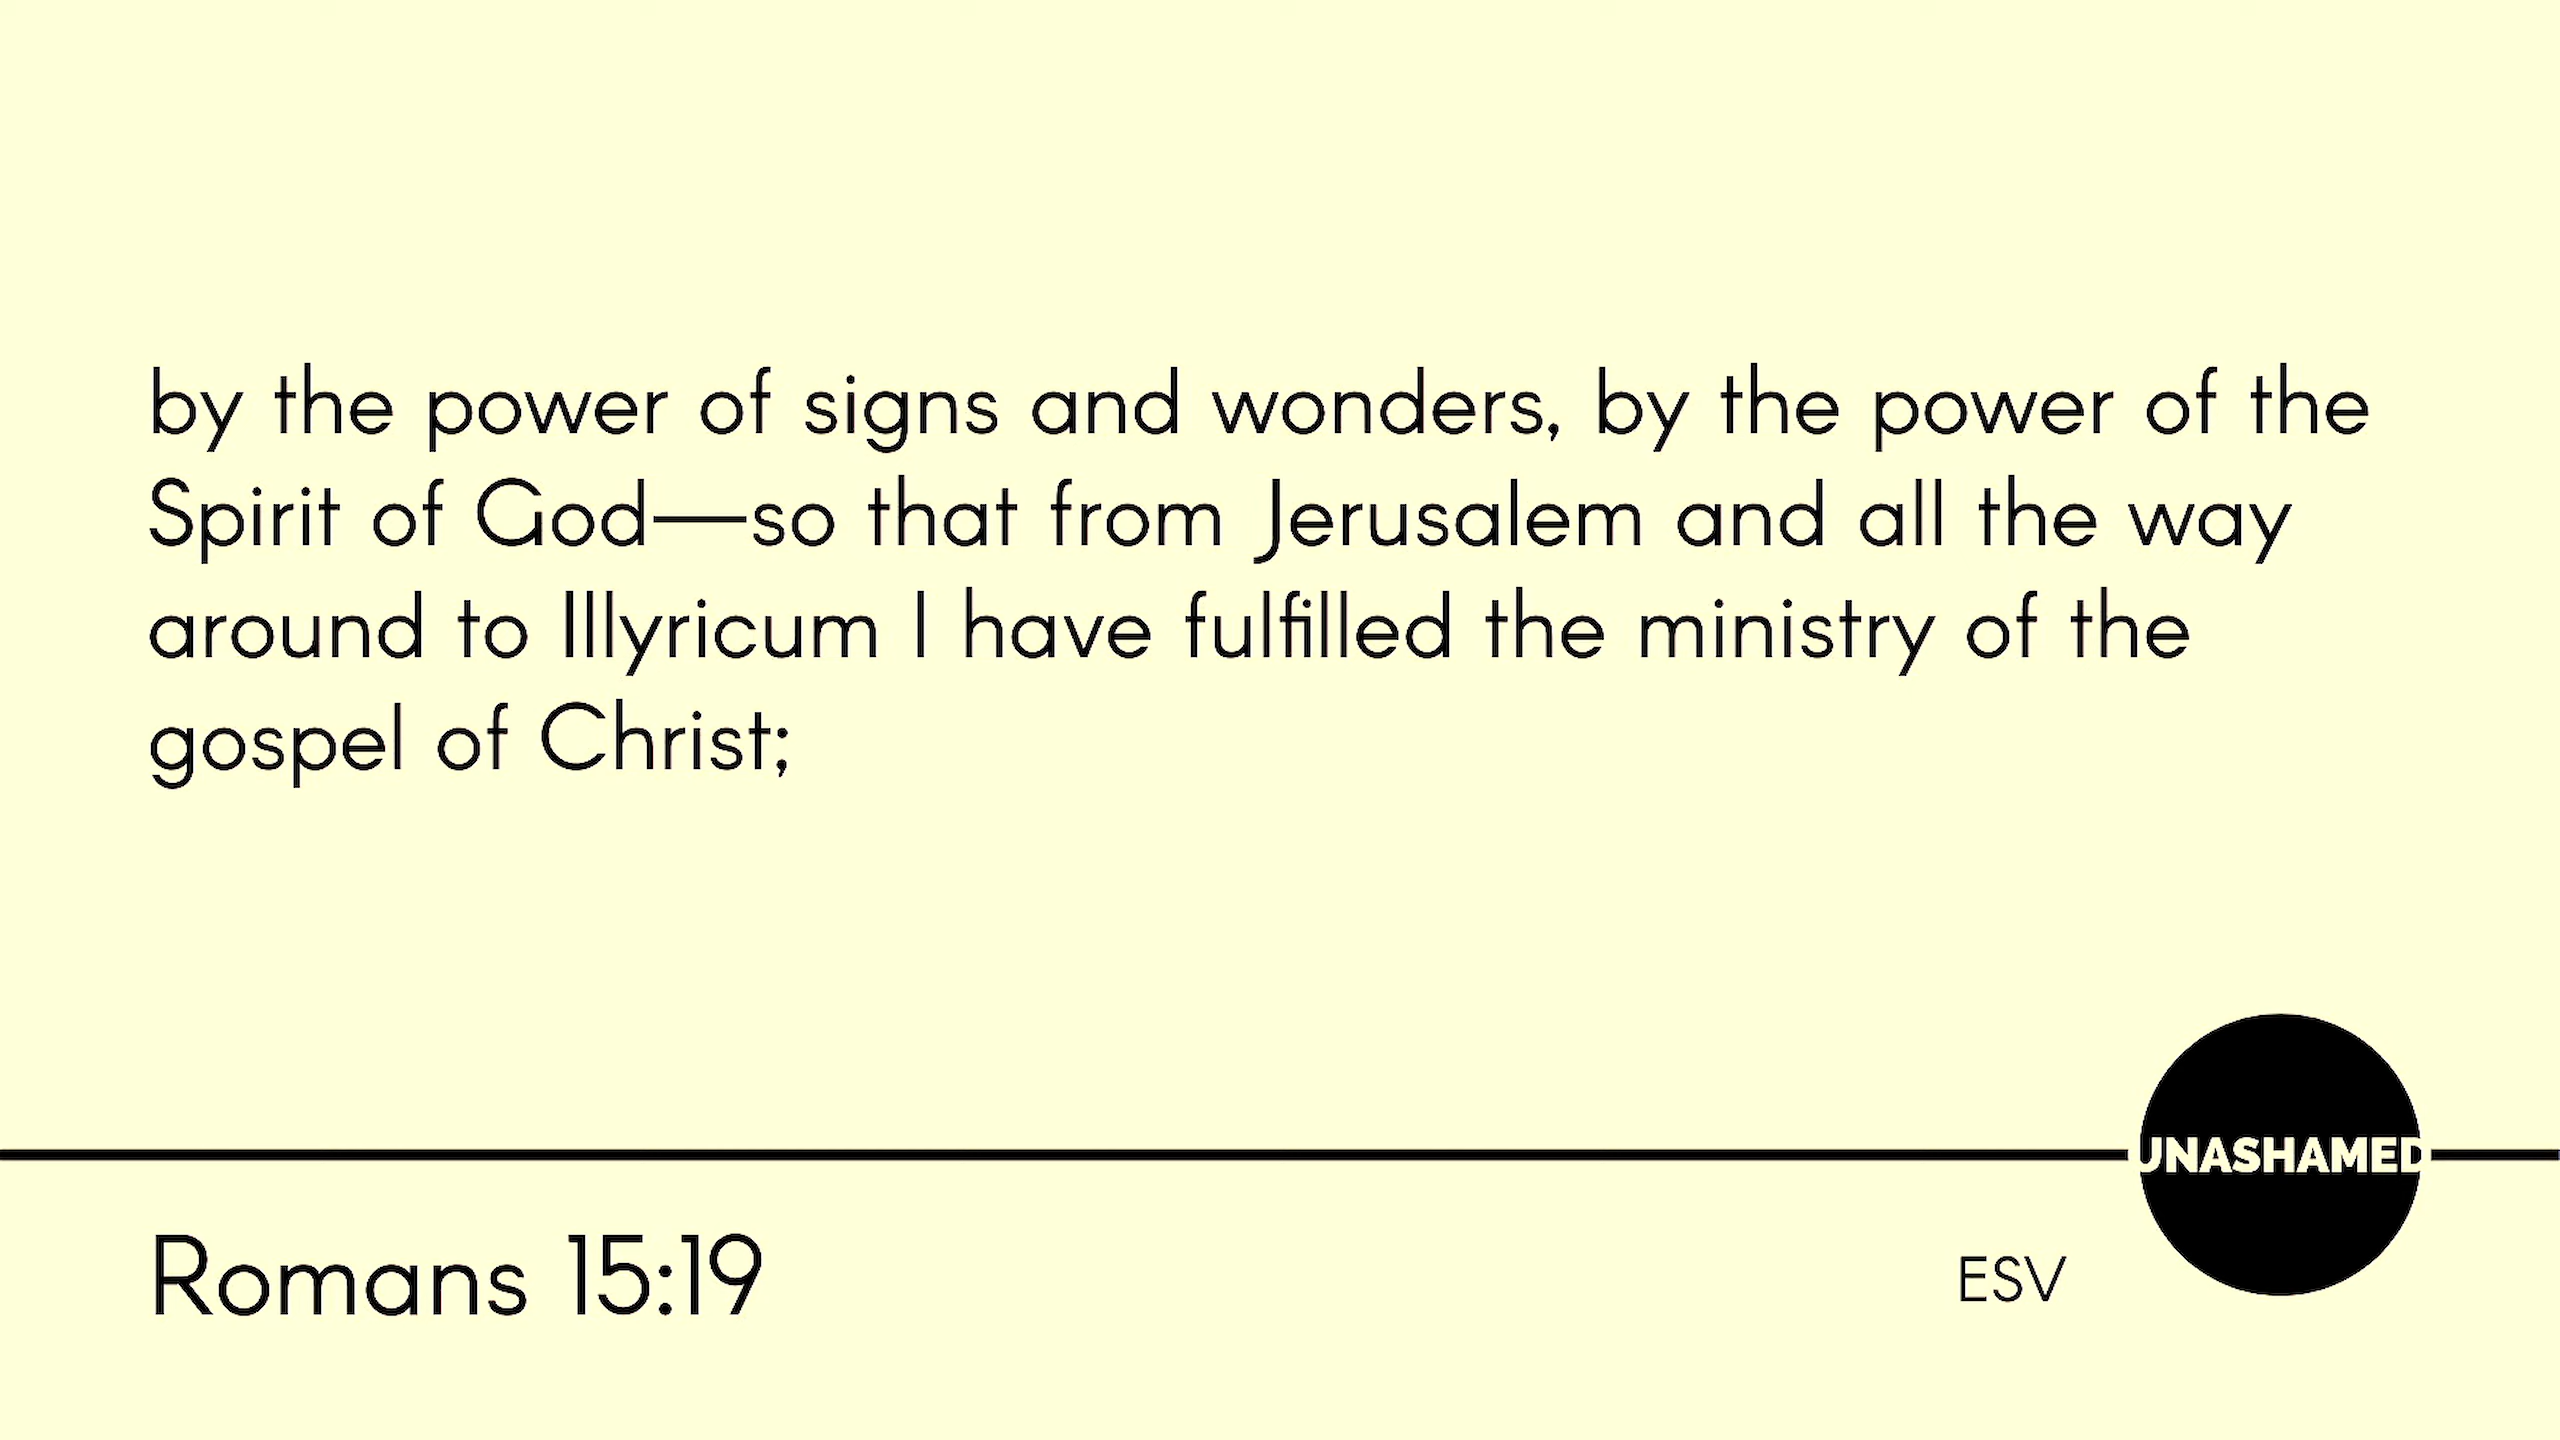 by the power of signs and wonders, by the power of the
Spirit of God—so that from Jerusalem and all the way
around to Illyricum I have fulfilled the ministry of the
gospel of Christ;
UNASHAMED
Romans 15:19
ESV